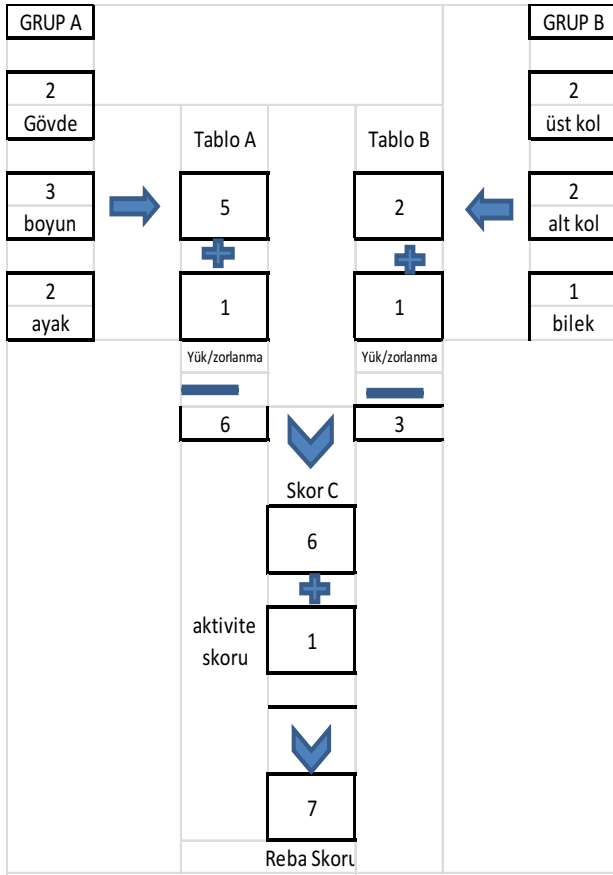 GRUP A
GRUP B
2
Gövde
2
üst kol
Tablo A
Tablo B
3
boyun
5
2
2
alt kol
2
ayak
1
1
1
bilek
Yük/zorlanma
Yük/zorlanma
6
3
Skor C
6
aktivite
skoru
1
7
Reba Skoru